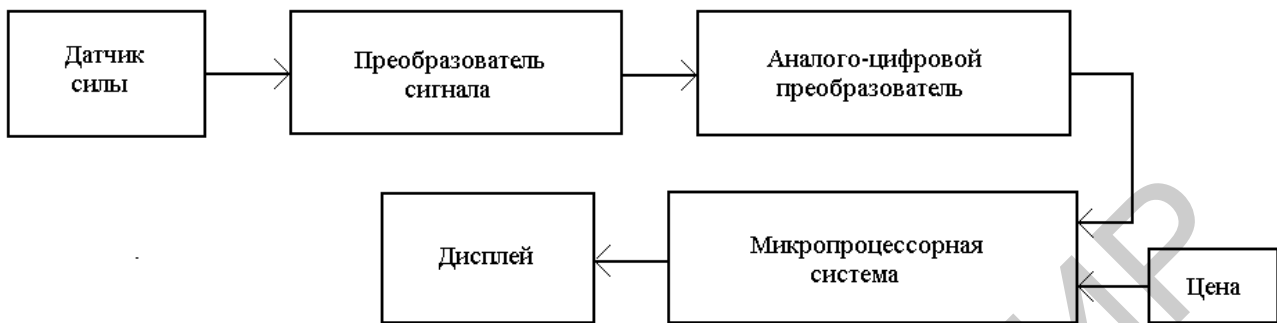 Датчик
силы
Преобразователь
сигнала
Аналого-цифровой
преобразователь
Дисплей
Микропроцессорная
система
Цена